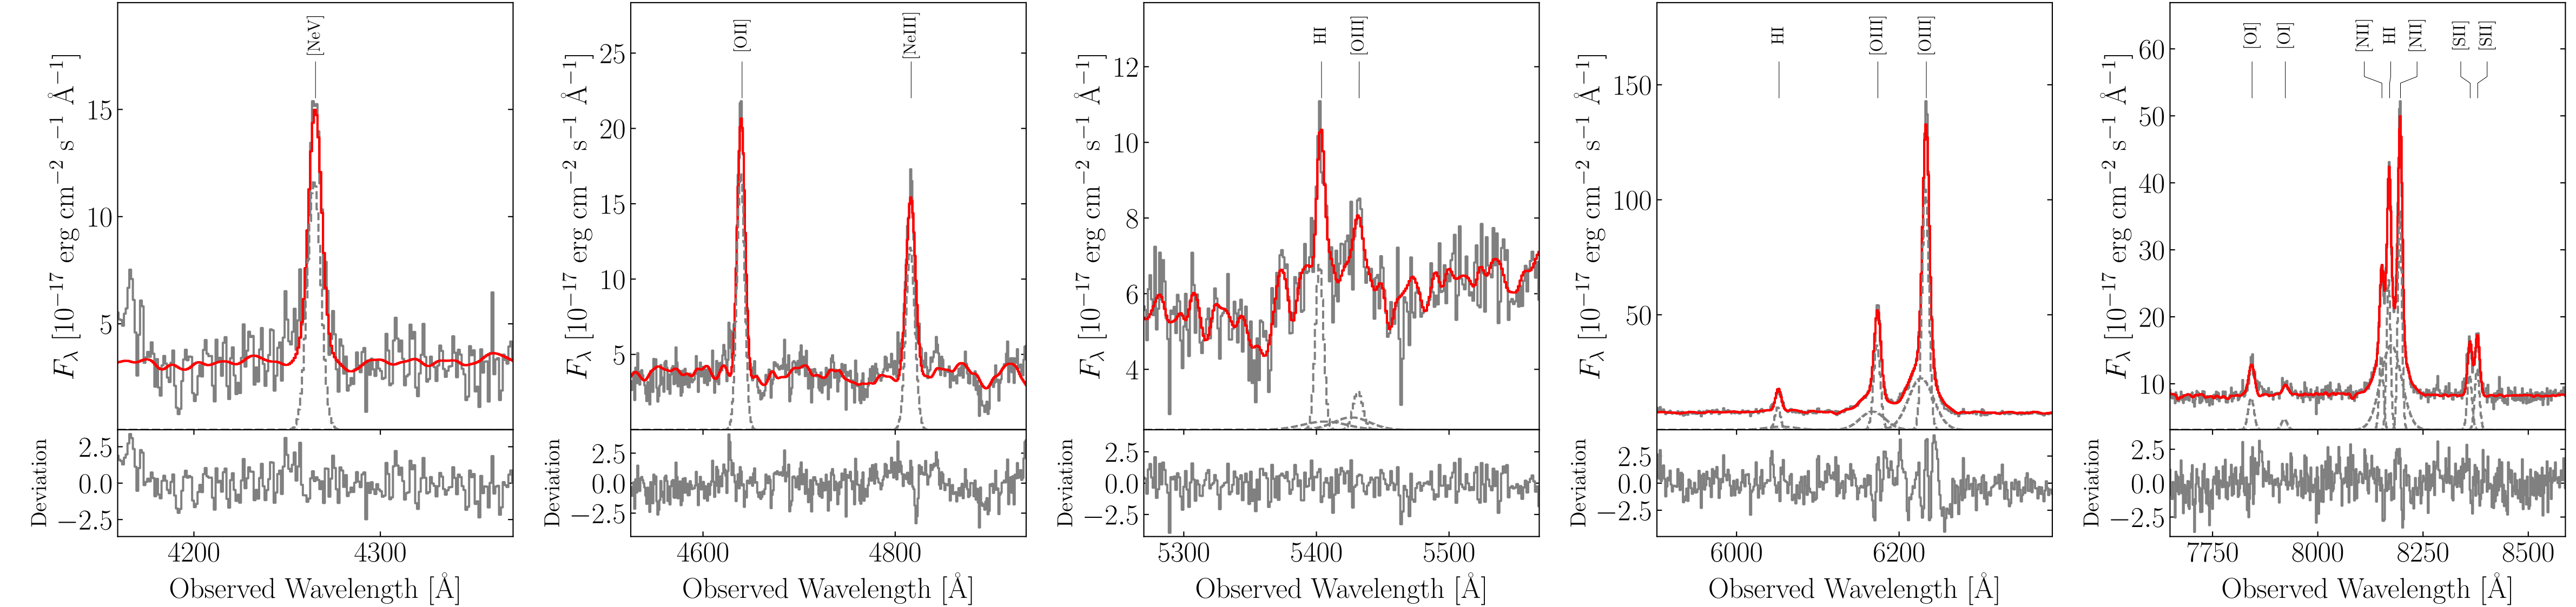 [NeV]
15
10
5
F_λ [10^−17 erg cm^−2 s^−1 Å^−1]
2.5
0.0
−2.5
Deviation
4200 4300
Observed Wavelength [Å]
[OII] [NeIII]
25
20
15
10
5
F_λ [10^−17 erg cm^−2 s^−1 Å^−1]
2.5
0.0
−2.5
Deviation
4600 4800
Observed Wavelength [Å]
HI [OIII]
12
10
8
6
4
F_λ [10^−17 erg cm^−2 s^−1 Å^−1]
2.5
0.0
−2.5
Deviation
5300 5400 5500
Observed Wavelength [Å]
HI [OIII] [OIII]
150
100
50
F_λ [10^−17 erg cm^−2 s^−1 Å^−1]
2.5
0.0
−2.5
Deviation
6000 6200
Observed Wavelength [Å]
[OI] [OI] [NII] HI [NII] [SII] [SII]
60
50
40
30
20
10
F_λ [10^−17 erg cm^−2 s^−1 Å^−1]
2.5
0.0
−2.5
Deviation
7750 8000 8250 8500
Observed Wavelength [Å]